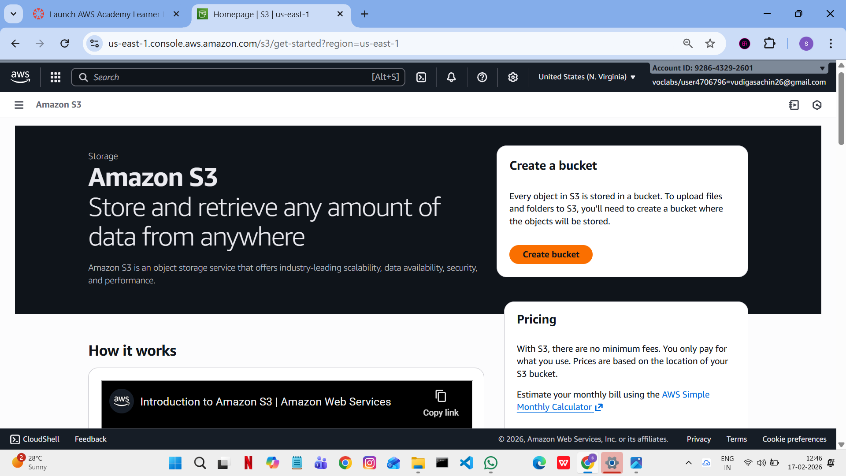 Launch AWS Academy Learner
Homepage | S3 | us-east-1
us-east-1.console.aws.amazon.com/s3/get-started?region=us-east-1
S
aws
Search
[Alt+S]
United States (N. Virginia)
Account ID: 9286-4329-2601
voclabs/user4706796=vudigasachin26@gmail.com
Amazon S3
Storage
Amazon S3
Store and retrieve any amount of
data from anywhere
Amazon S3 is an object storage service that offers industry-leading scalability, data availability, security,
and performance.
Create a bucket
Every object in S3 is stored in a bucket. To upload files
and folders to S3, you'll need to create a bucket where
the objects will be stored.
Create bucket
How it works
aws
Introduction to Amazon S3 | Amazon Web Services
Copy link
Pricing
With S3, there are no minimum fees. You only pay for
what you use. Prices are based on the location of your
S3 bucket.
Estimate your monthly bill using the AWS Simple
Monthly Calculator
CloudShell
Feedback
© 2026, Amazon Web Services, Inc. or its affiliates.
Privacy
Terms
Cookie preferences
2
28°C
Sunny
ENG
IN
12:46
17-02-2026